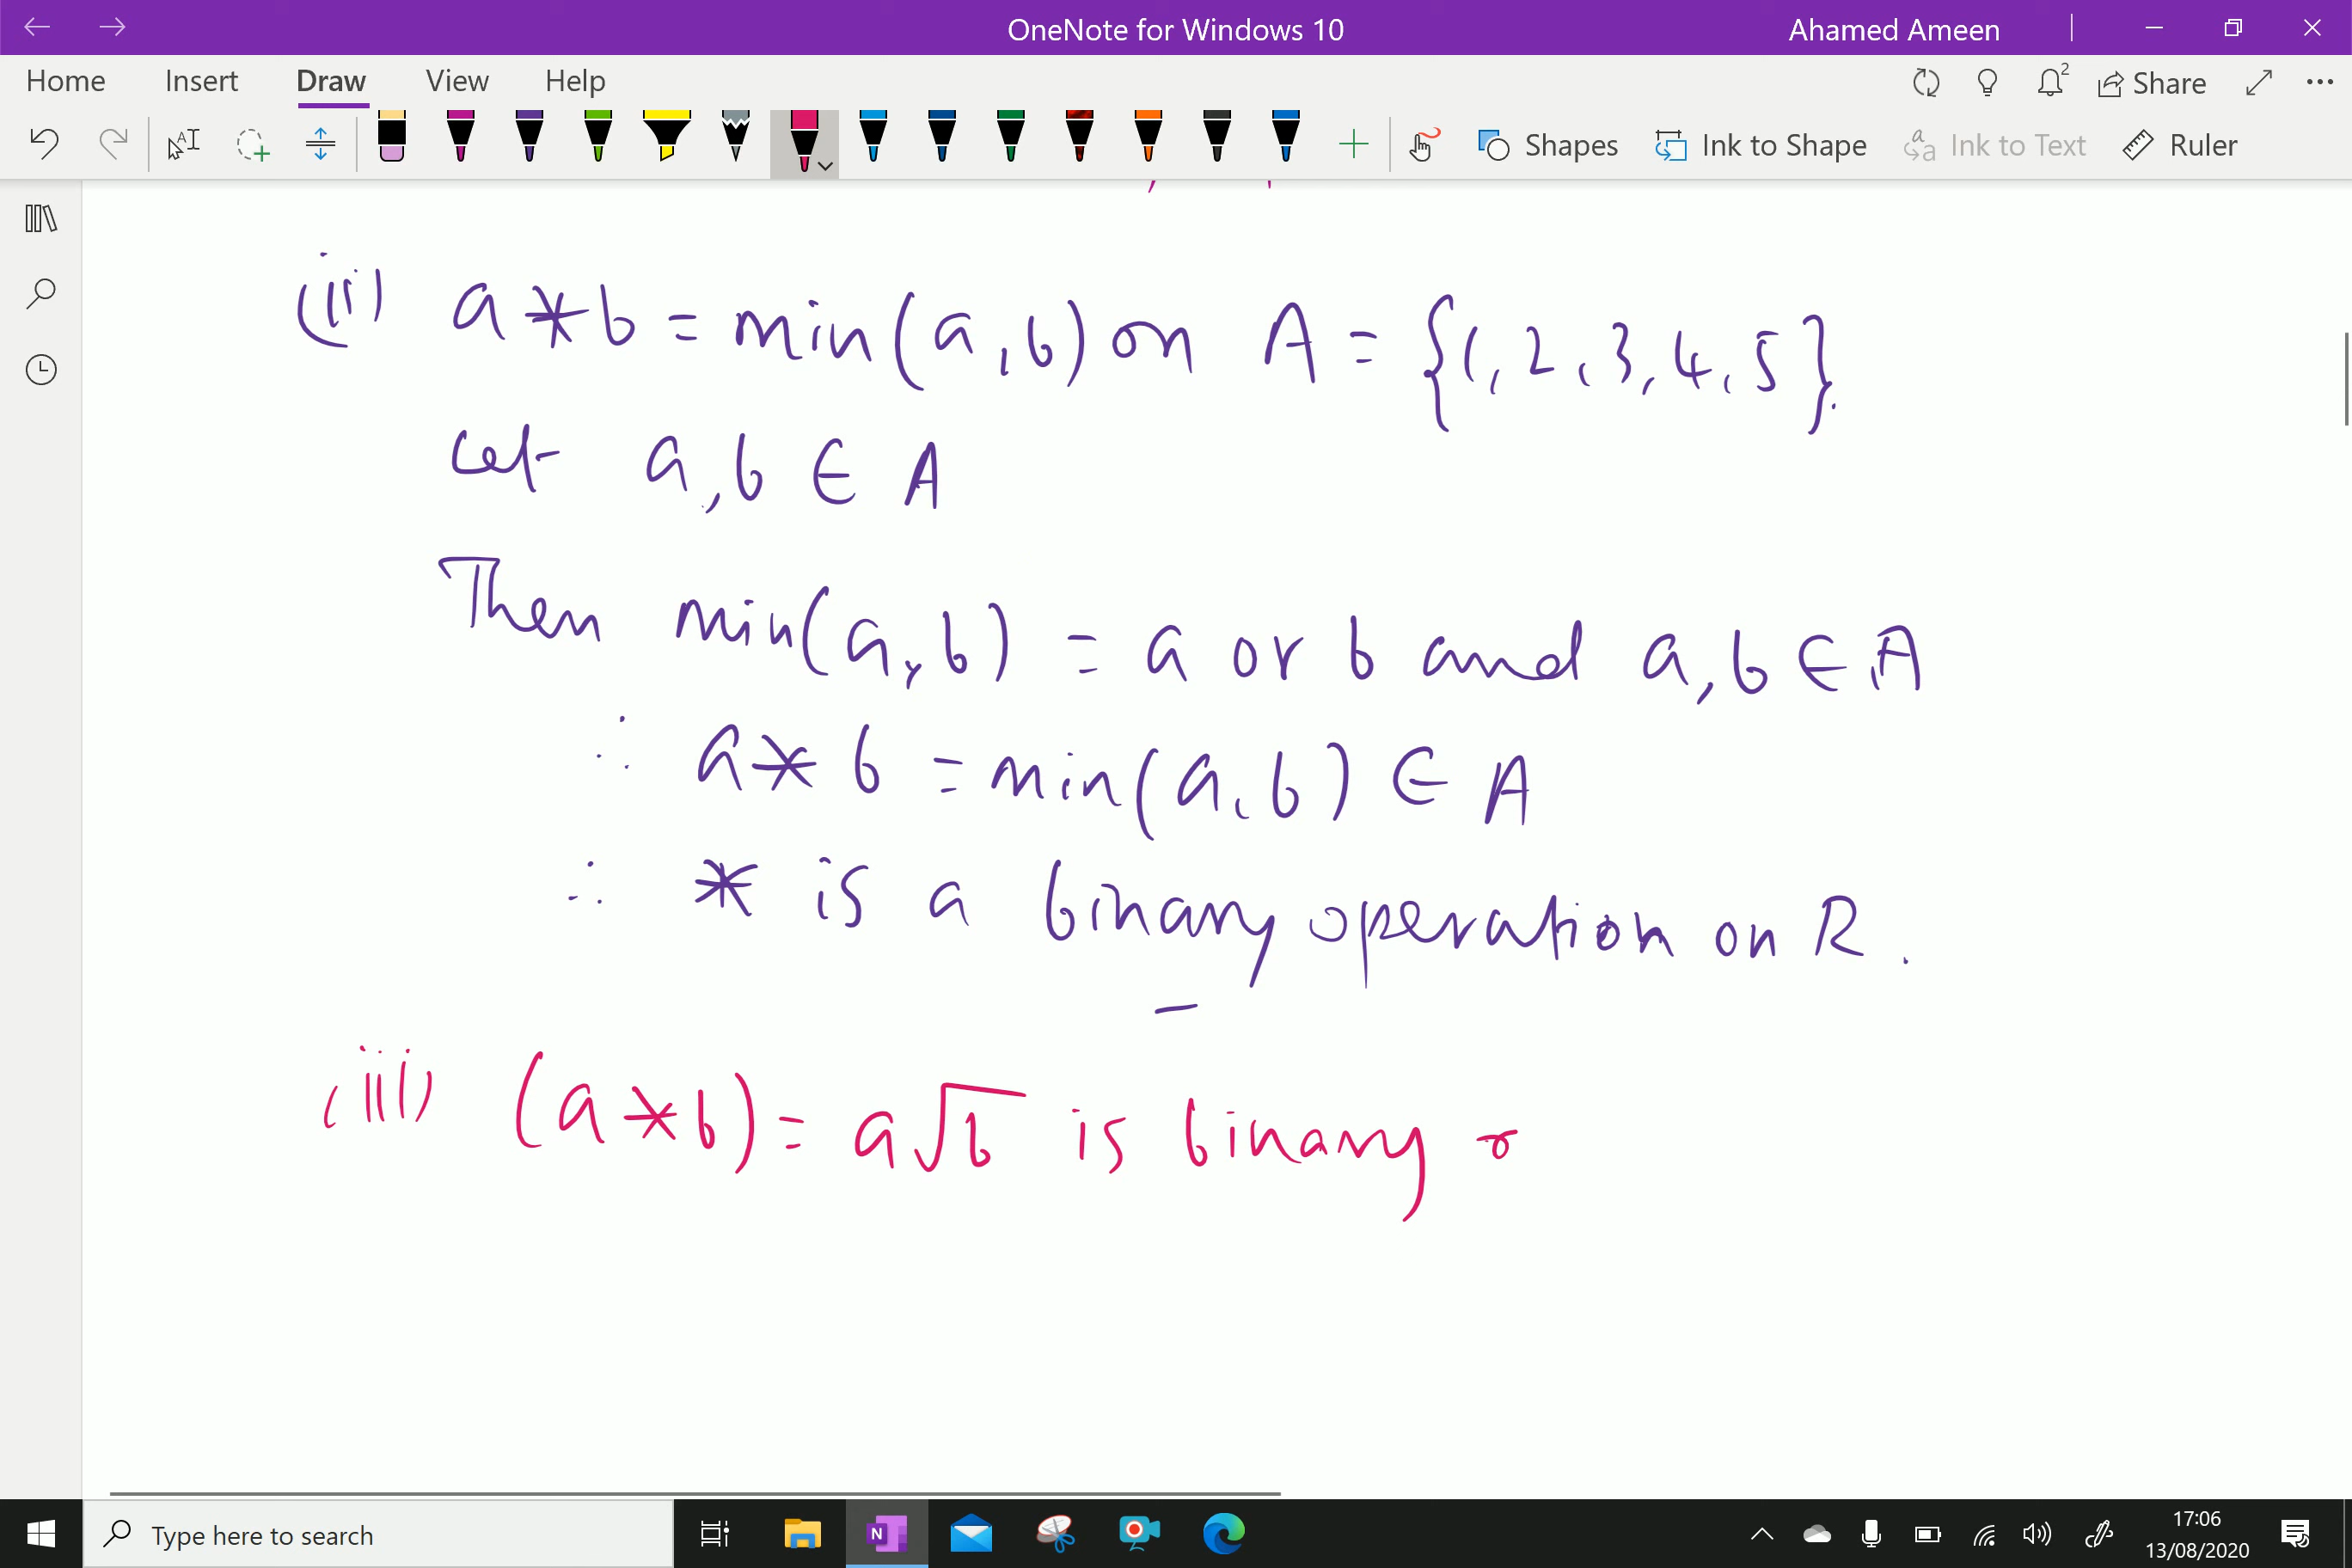 OneNote for Windows 10
Ahamed Ameen
Home Insert Draw View Help
2
Share
Shapes Ink to Shape Ink to Text Ruler
(ii) a * b = min(a, b) on A = {1, 2, 3, 4, 5}.
Let a, b ∈ A
Then min(a, b) = a or b and a, b ∈ A
∴ a * b = min(a, b) ∈ A
∴ * is a binary operation on R.
(iii) (a * b) = a√b is binary o
Type here to search
17:06
13/08/2020